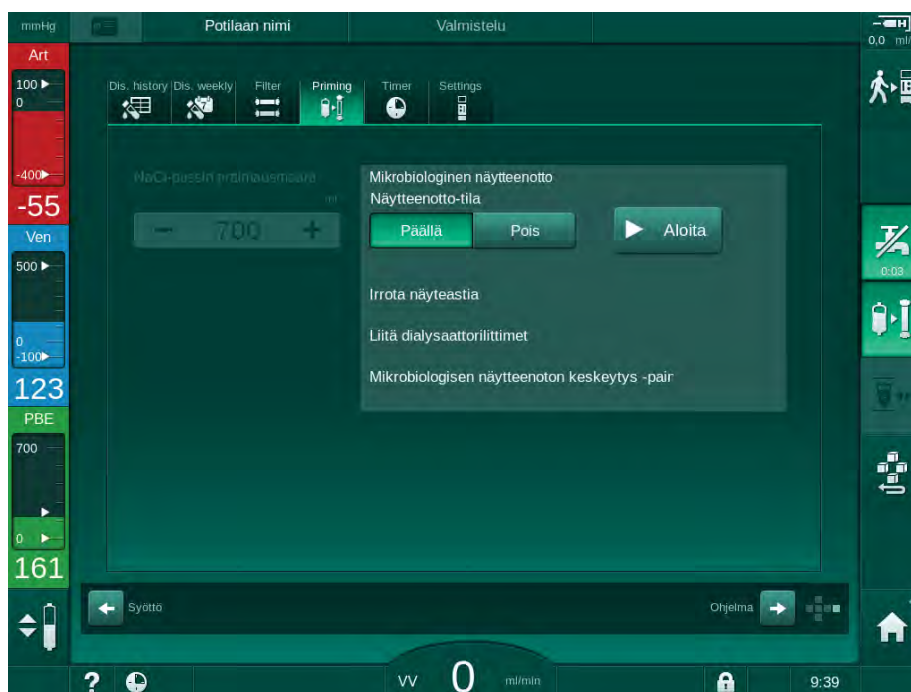 mmHg
Potilaan nimi
Valmistelu
0,0 ml/
Art
100
0
-400
-55
Ven
500
0
-100
123
PBE
700
0
161
Dis. history
Dis. weekly
Filter
Priming
Timer
Settings
NaCl-pussin praimausmäärä
ml
− 700 +
Mikrobiologinen näytteenotto
Näytteenotto-tila
Päällä
Pois
Aloita
Irrota näyteastia
Liitä dialysaattorilittimet
Mikrobiologisen näytteenoton keskeytys -pair
0:03
Syöttö
Ohjelma
?
VV 0 ml/min
9:39